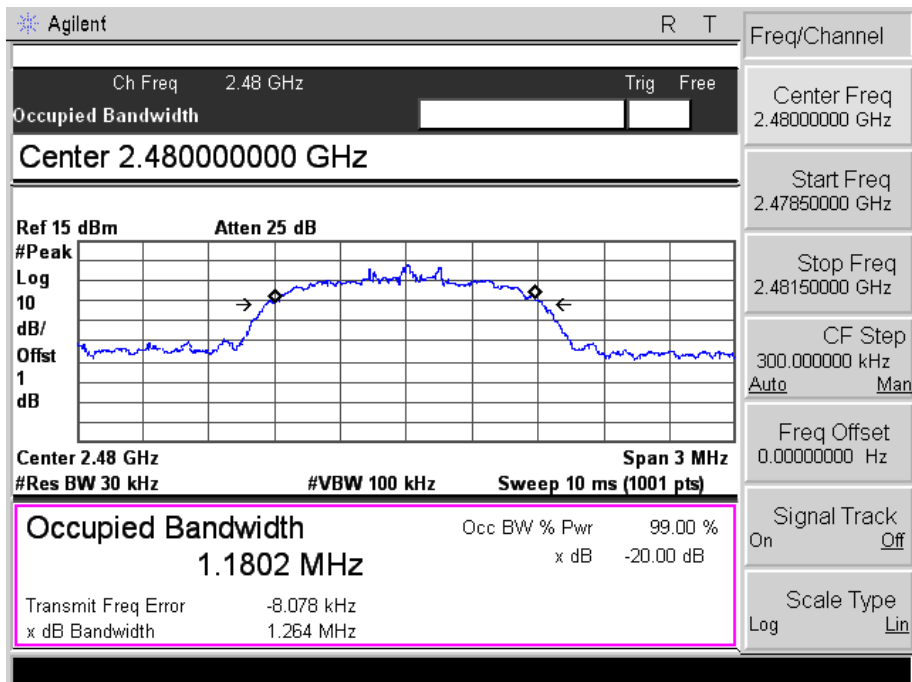 Agilent
R T
Freq/Channel
Ch Freq 2.48 GHz Trig Free
Occupied Bandwidth
Center 2.480000000 GHz
Center Freq
2.48000000 GHz
Start Freq
2.47850000 GHz
Ref 15 dBm Atten 25 dB
#Peak
Log
10
dB/
Offst
1
dB
Stop Freq
2.48150000 GHz
CF Step
300.000000 kHz
Auto Man
Center 2.48 GHz Span 3 MHz
#Res BW 30 kHz #VBW 100 kHz Sweep 10 ms (1001 pts)
Freq Offset
0.00000000 Hz
Occupied Bandwidth Occ BW % Pwr 99.00 %
1.1802 MHz x dB -20.00 dB
Transmit Freq Error -8.078 kHz
x dB Bandwidth 1.264 MHz
Signal Track
On Off
Scale Type
Log Lin